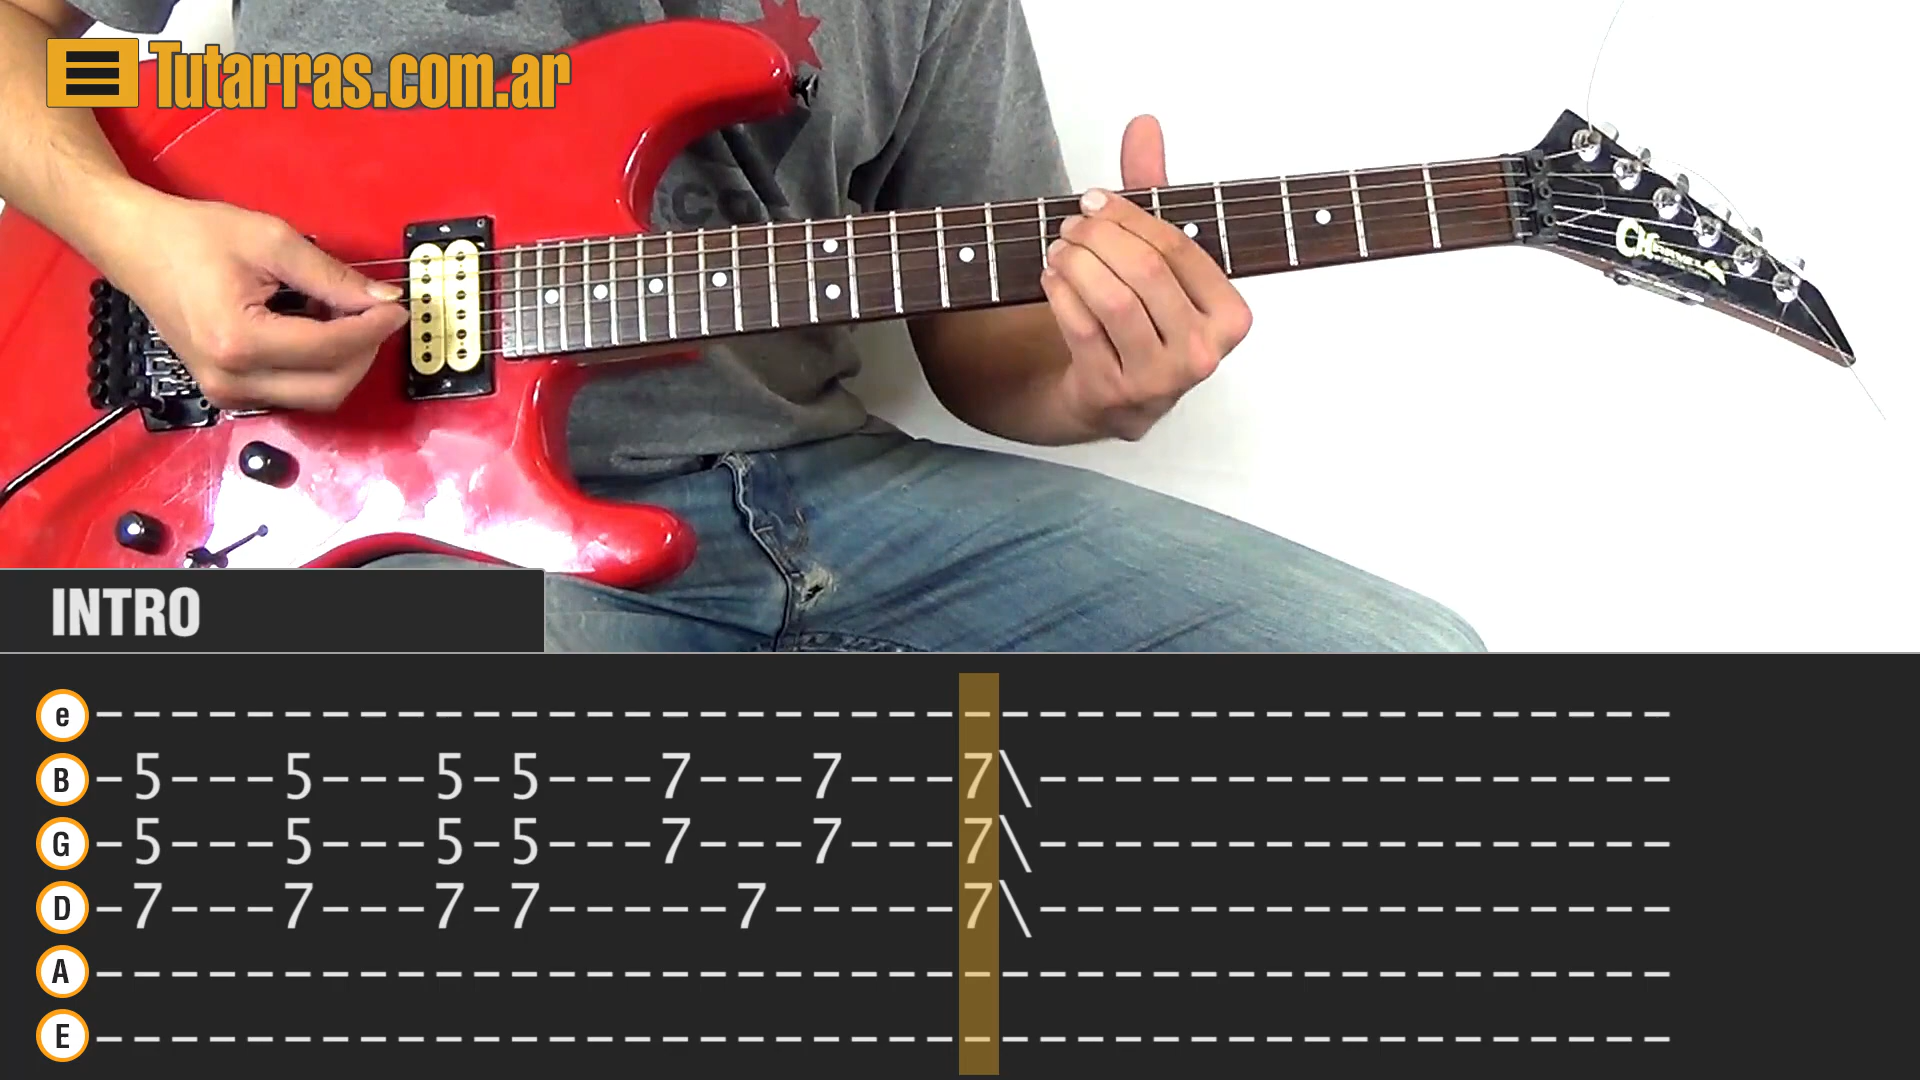 Tutarras.com.ar
CHARVEL
INTRO
e--------------------------------------------
B-5---5---5-5---7---7---7\-----------------
G-5---5---5-5---7---7---7\-----------------
D-7---7---7-7-----7-----7\-----------------
A--------------------------------------------
E--------------------------------------------